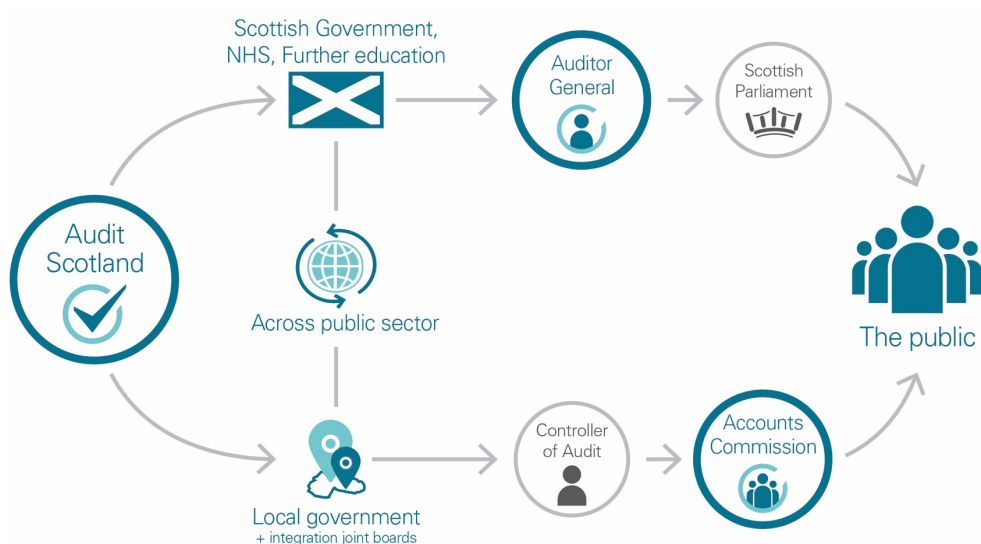 Scottish Government,
NHS, Further education
Auditor
General
Scottish
Parliament
Audit
Scotland
Across public sector
The public
Controller
of Audit
Accounts
Commission
Local government
+ integration joint boards